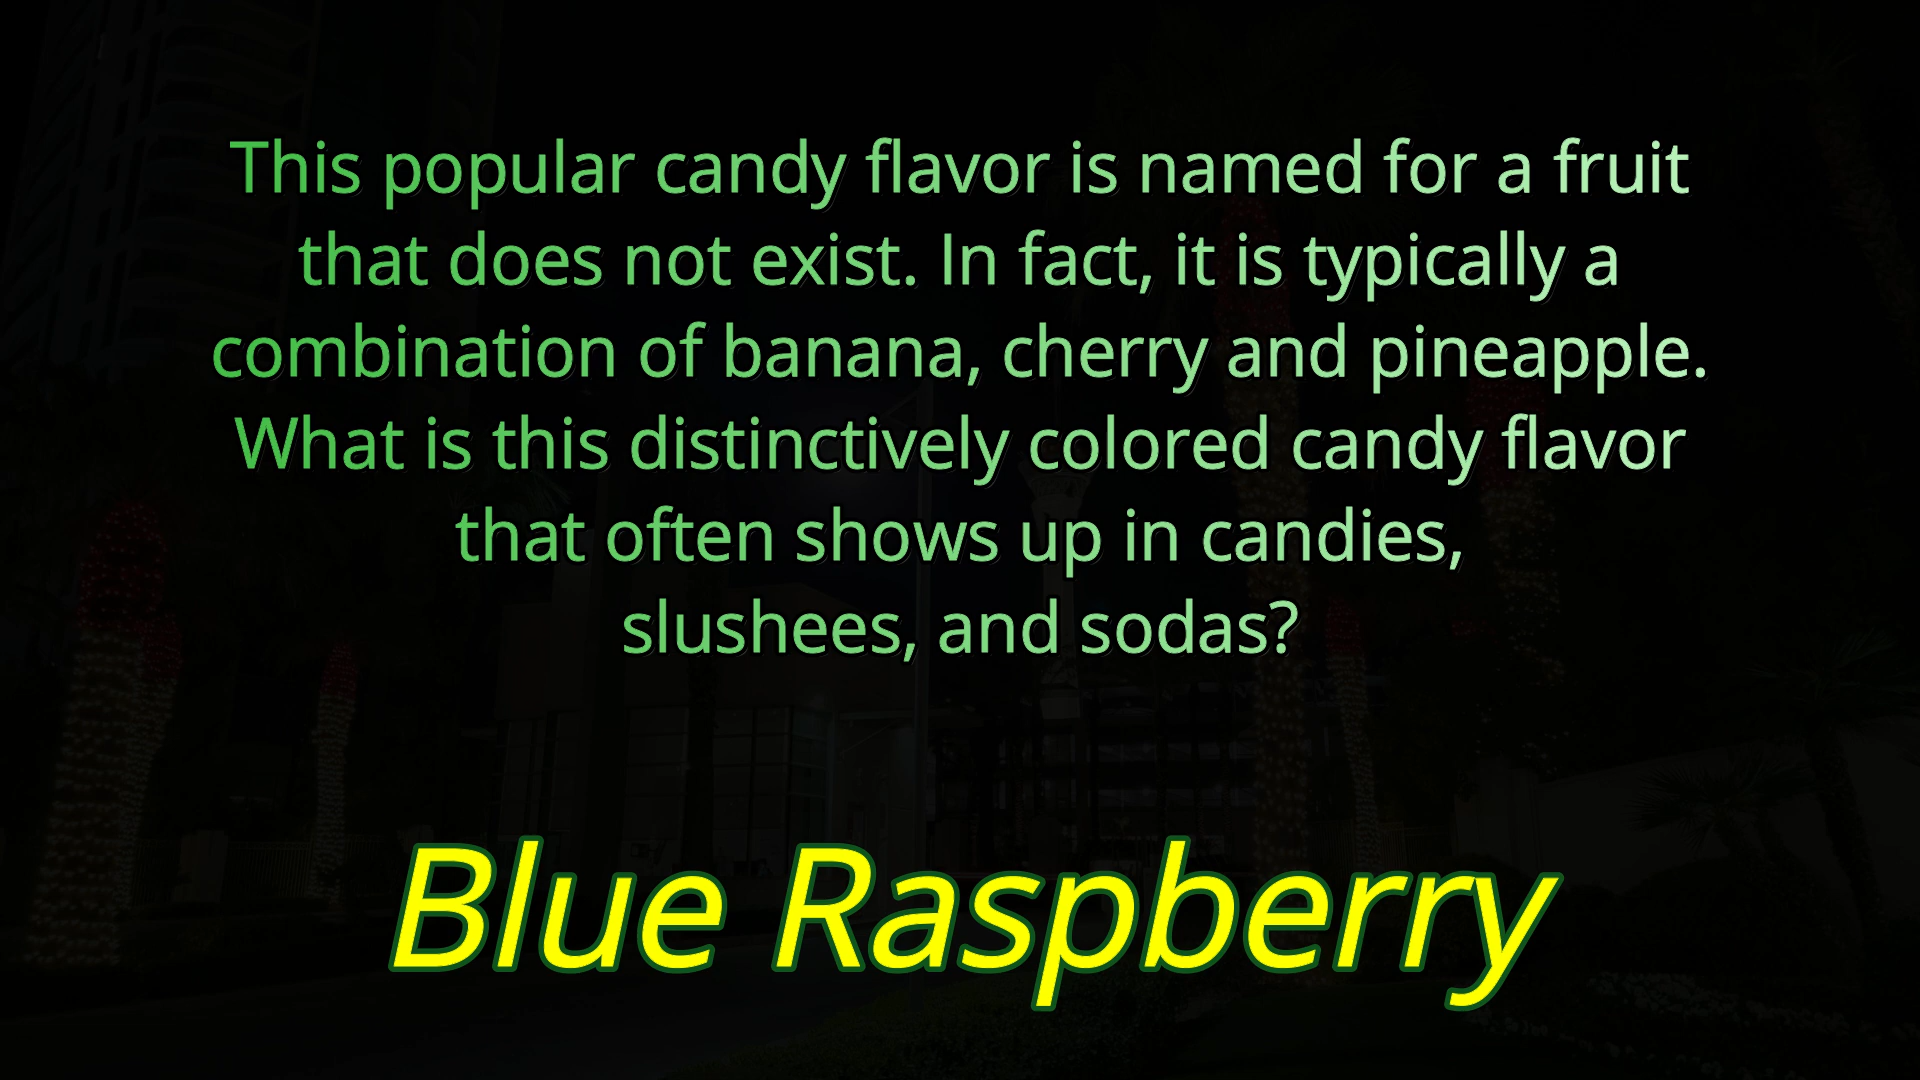 This popular candy flavor is named for a fruit
that does not exist. In fact, it is typically a
combination of banana, cherry and pineapple.
What is this distinctively colored candy flavor
that often shows up in candies,
slushees, and sodas?
Blue Raspberry